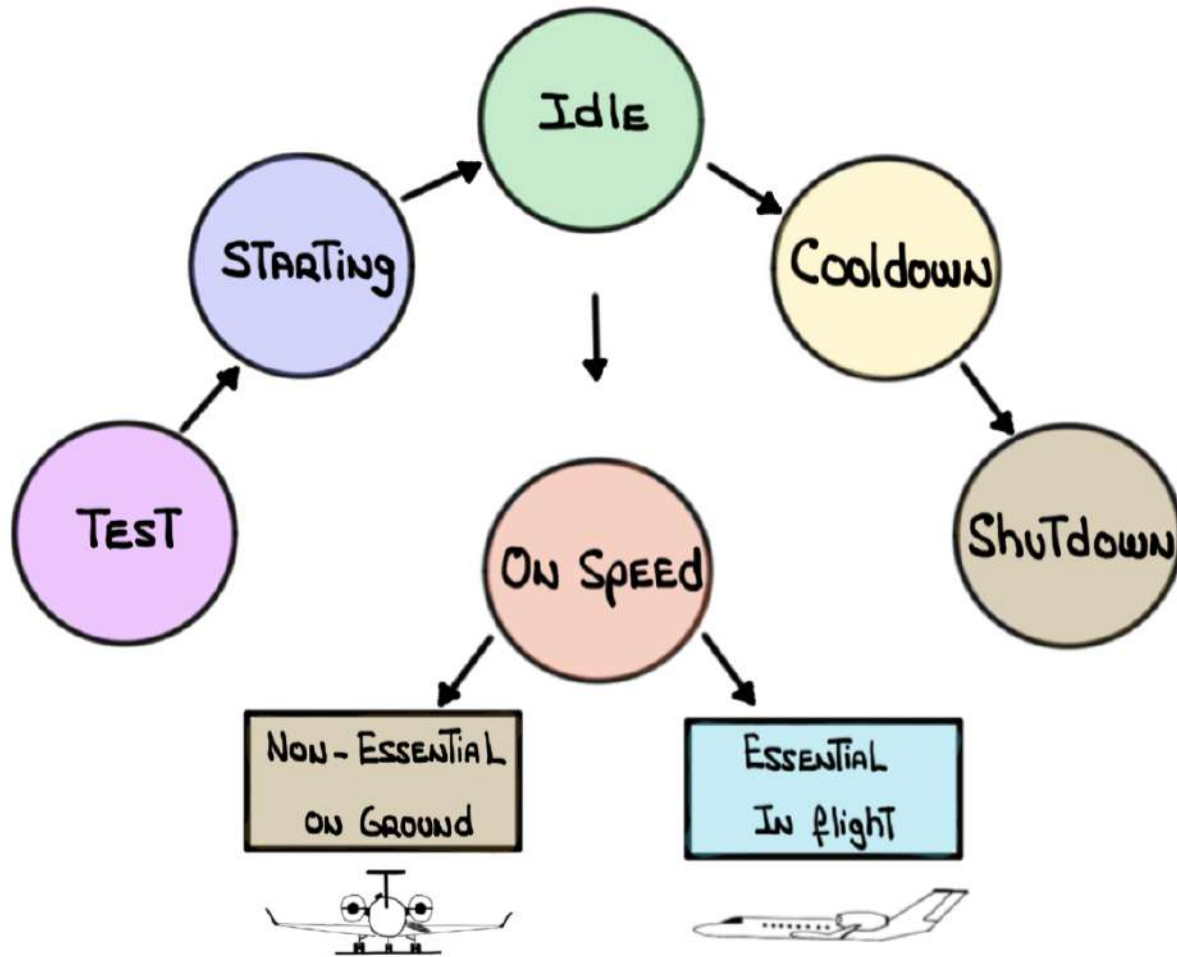 Idle
STARTing
Cooldown
TEST
ShuTdown
ON SpEEd
NON-ESSENTIAL
ON GROUND
ESSENTIAL
IN flighT